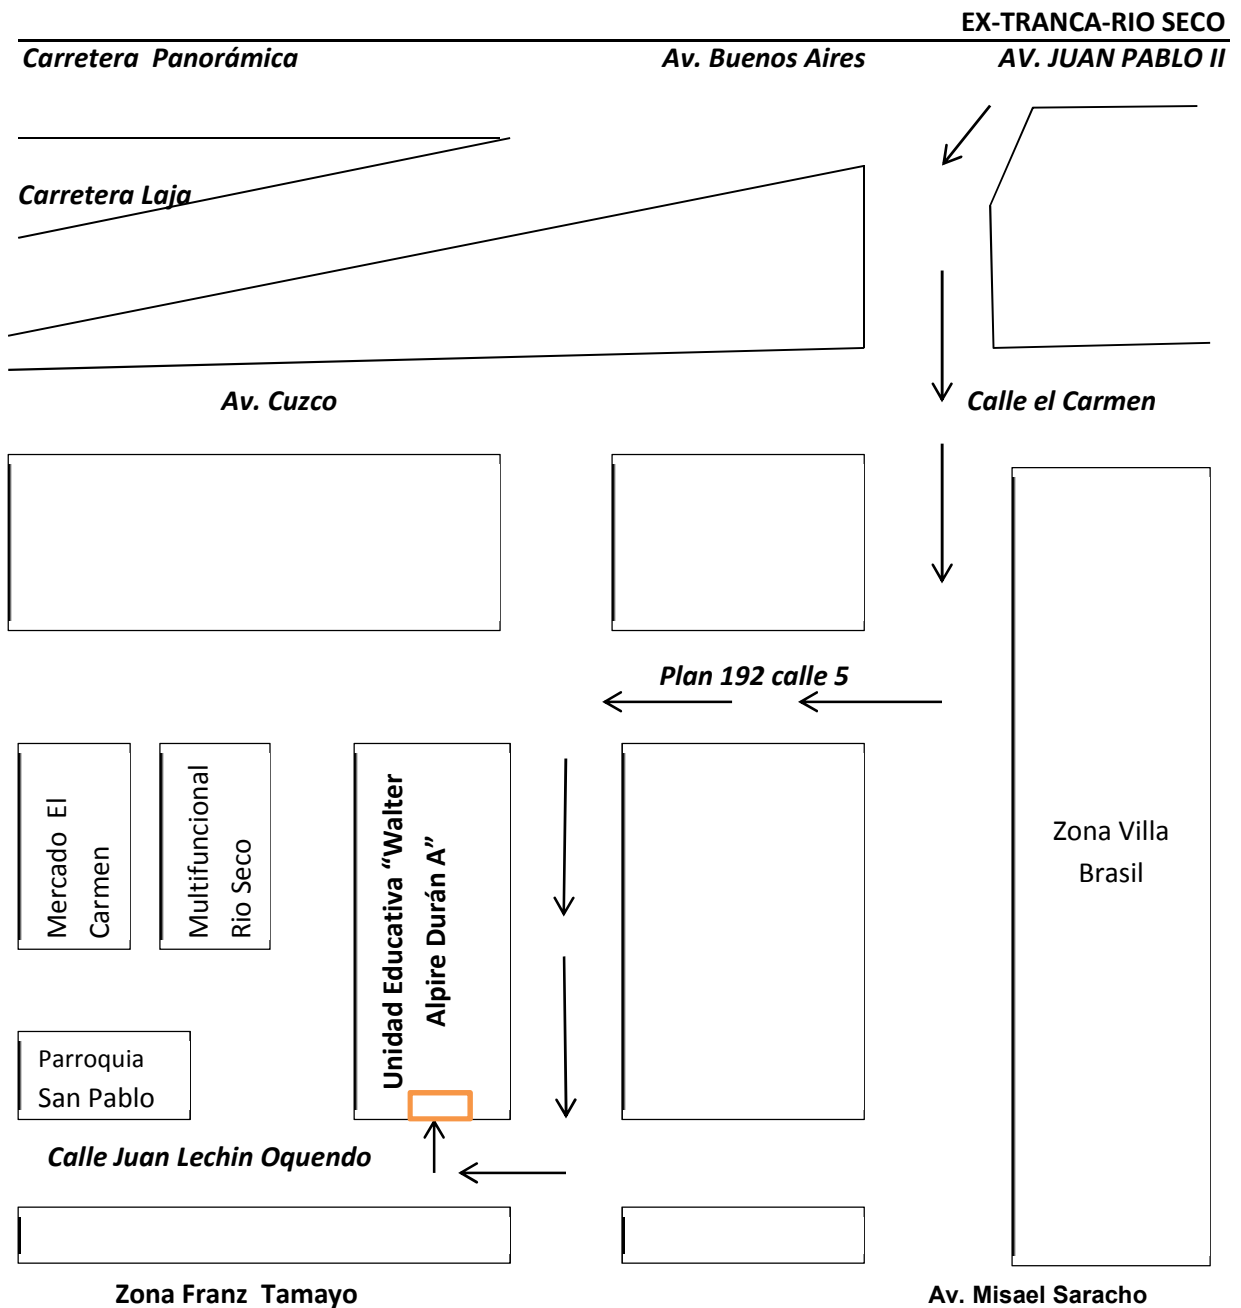 EX-TRANCA-RIO SECO
Carretera Panorámica Av. Buenos Aires AV. JUAN PABLO II
Carretera Laja
Av. Cuzco Calle el Carmen
Plan 192 calle 5
Mercado El
Carmen
Multifuncional
Rio Seco
Unidad Educativa “Walter
Alpire Durán A”
Zona Villa
Brasil
Parroquia
San Pablo
Calle Juan Lechin Oquendo
Zona Franz Tamayo Av. Misael Saracho